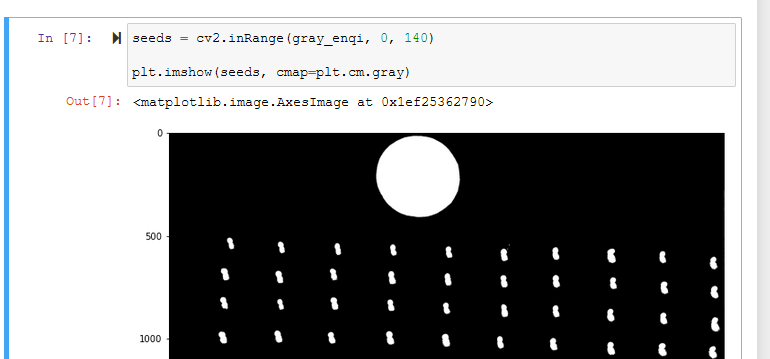 In [7]: seeds = cv2.inRange(gray_enqi, 0, 140)
plt.imshow(seeds, cmap=plt.cm.gray)
Out[7]: <matplotlib.image.AxesImage at 0x1ef25362790>
0
500
1000